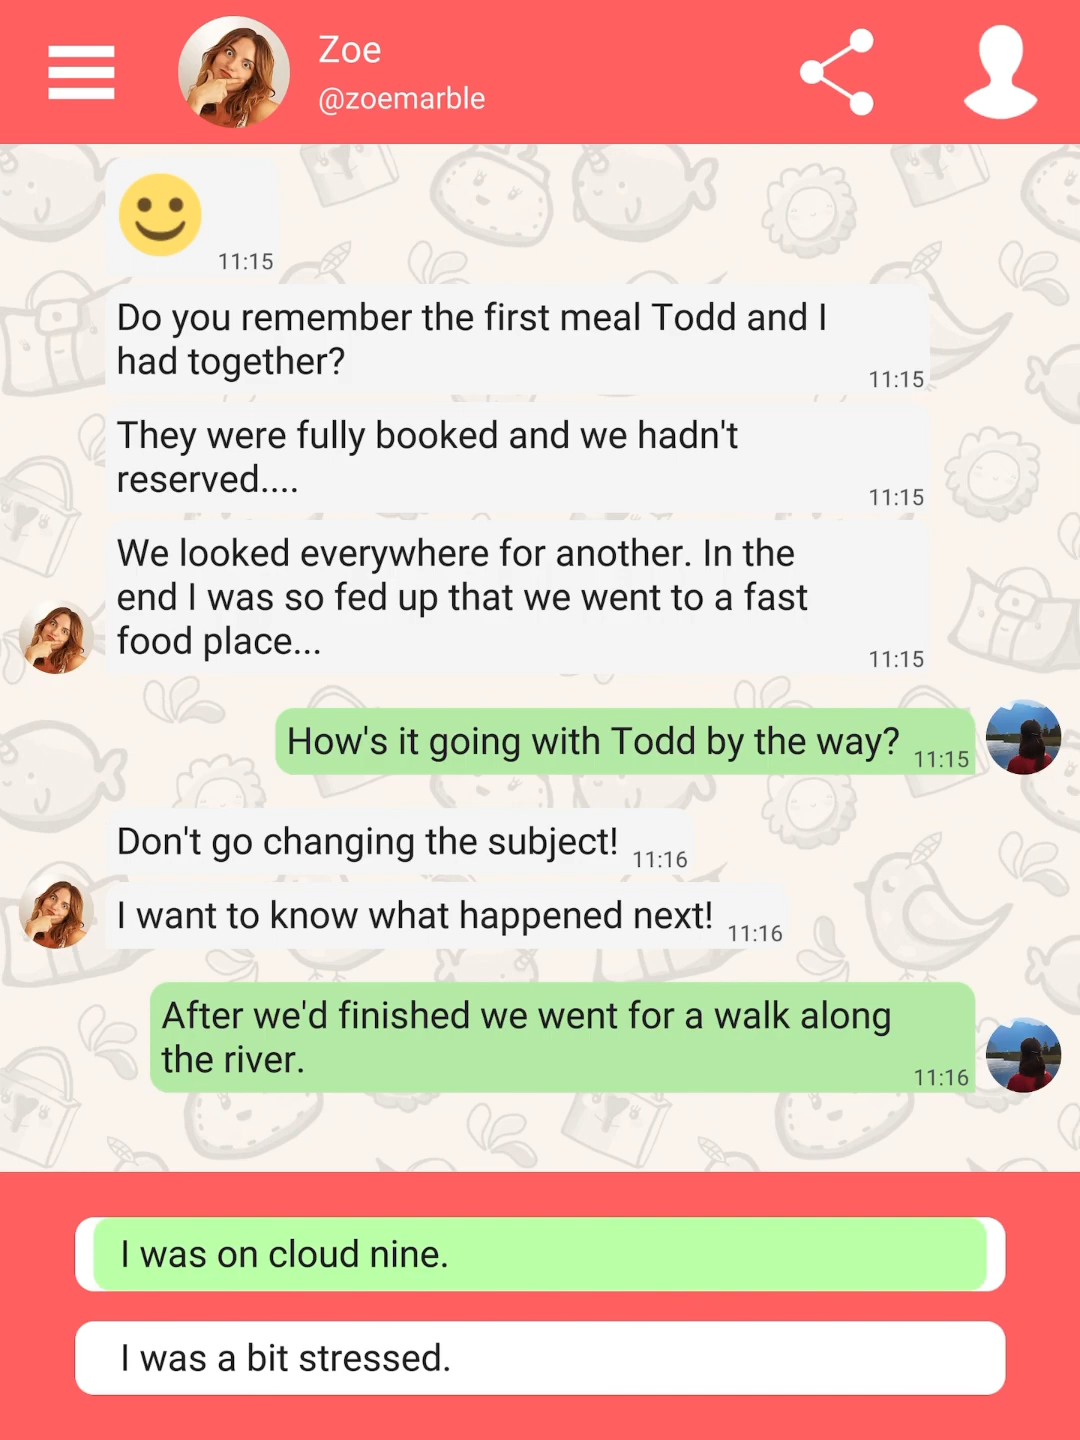 Zoe
@zoemarble
11:15
Do you remember the first meal Todd and I
had together?
11:15
They were fully booked and we hadn't
reserved....
11:15
We looked everywhere for another. In the
end I was so fed up that we went to a fast
food place...
11:15
How's it going with Todd by the way?
11:15
Don't go changing the subject!
11:16
I want to know what happened next!
11:16
After we'd finished we went for a walk along
the river.
11:16
I was on cloud nine.
I was a bit stressed.